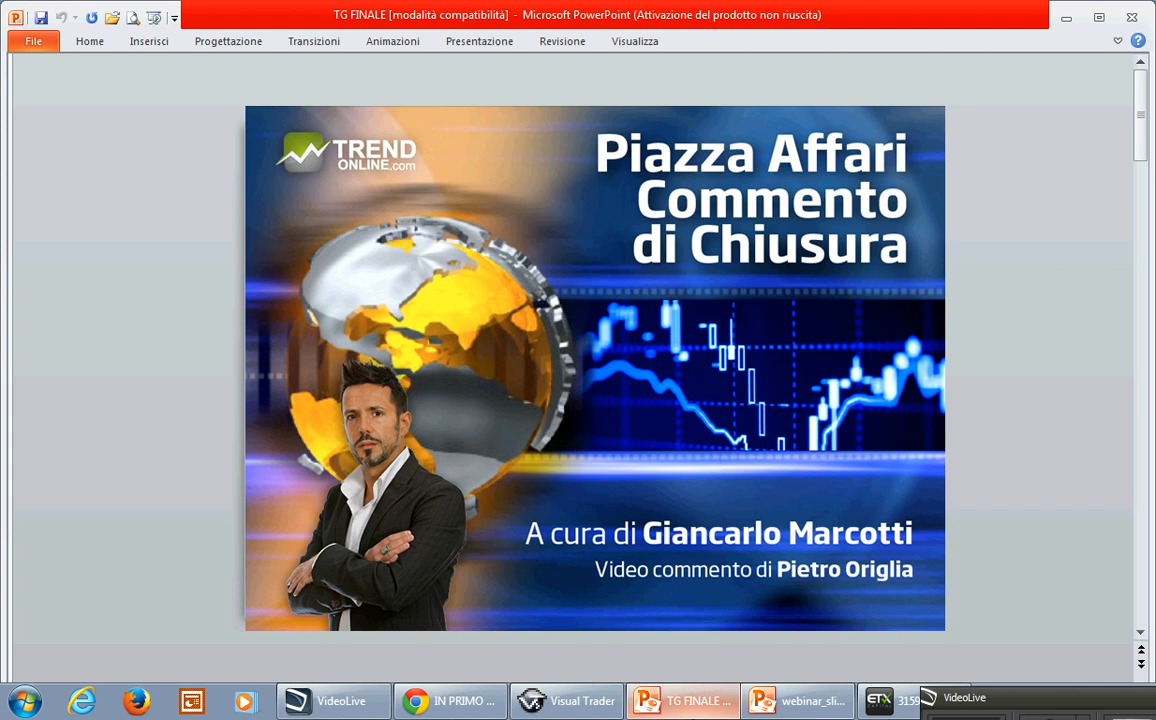 TG FINALE [modalità compatibilità] - Microsoft PowerPoint (Attivazione del prodotto non riuscita)
File Home Inserisci Progettazione Transizioni Animazioni Presentazione Revisione Visualizza
TREND
ONLINE.com
Piazza Affari
Commento
di Chiusura
A cura di Giancarlo Marcotti
Video commento di Pietro Origlia
VideoLive IN PRIMO ... Visual Trader TG FINALE ... webinar_sli... ETX CAPITAL 3159 VideoLive